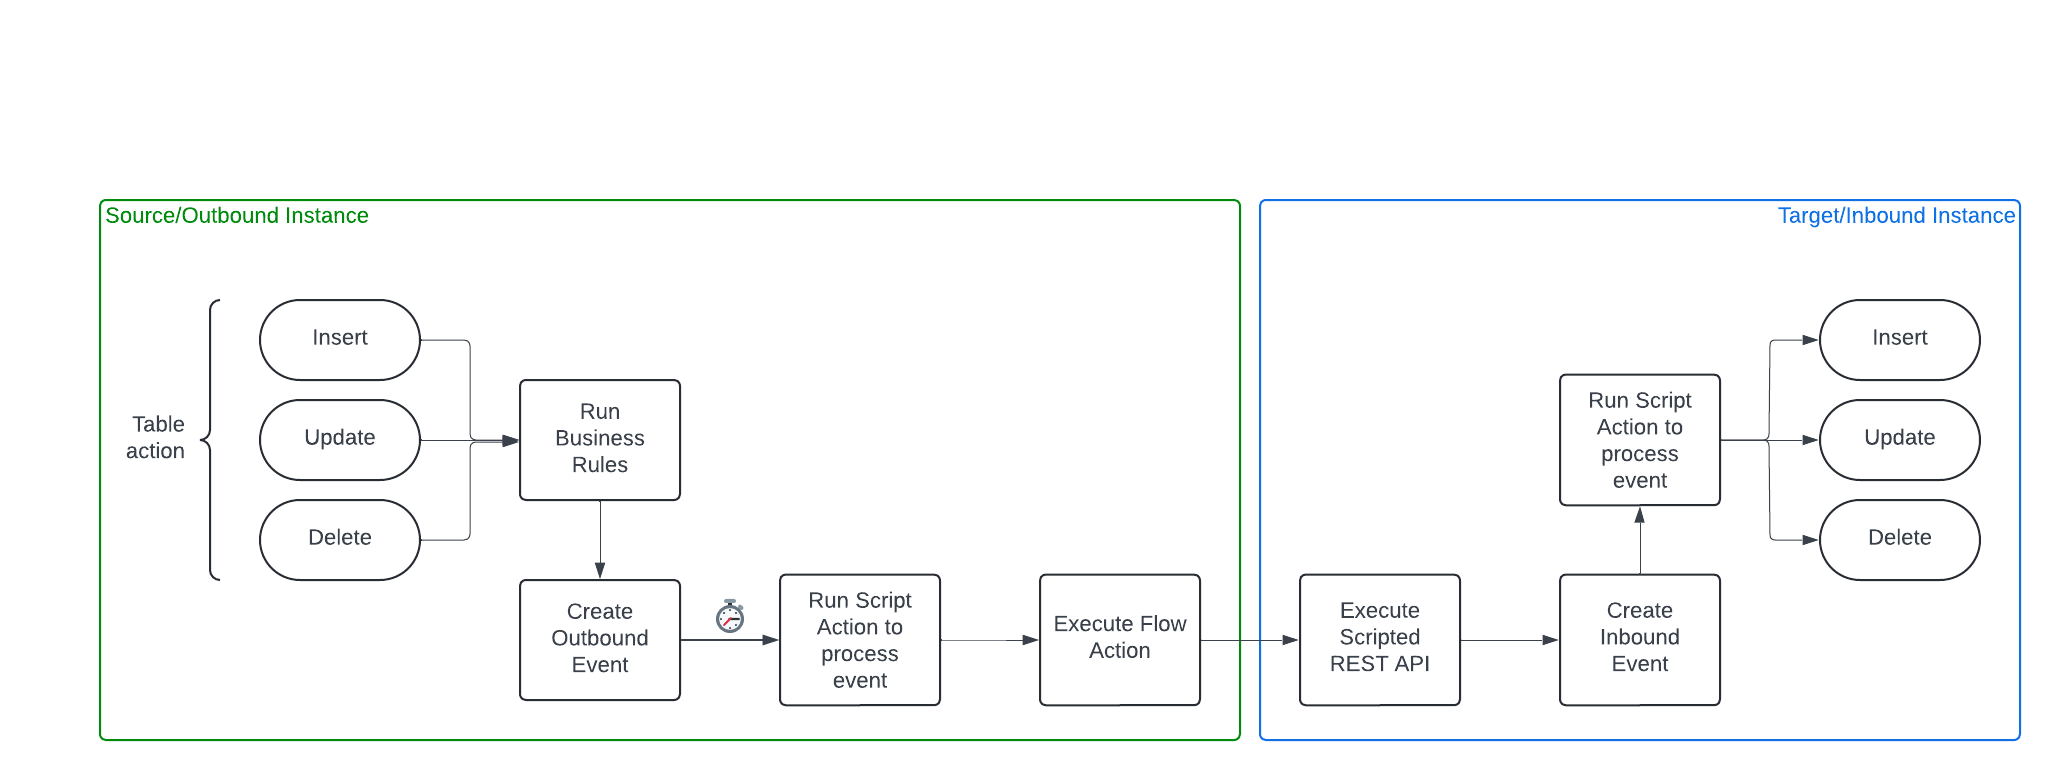 Source/Outbound Instance
Target/Inbound Instance
Table
action
Insert
Update
Delete
Run
Business
Rules
Create
Outbound
Event
Run Script
Action to
process
event
Execute Flow
Action
Execute
Scripted
REST API
Create
Inbound
Event
Run Script
Action to
process
event
Insert
Update
Delete